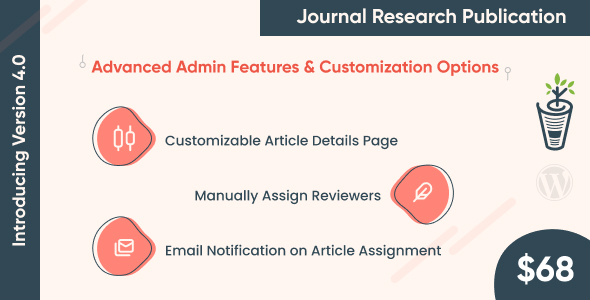 Journal Research Publication
Introducing Version 4.0
Advanced Admin Features & Customization Options
Customizable Article Details Page
Manually Assign Reviewers
Email Notification on Article Assignment
$68